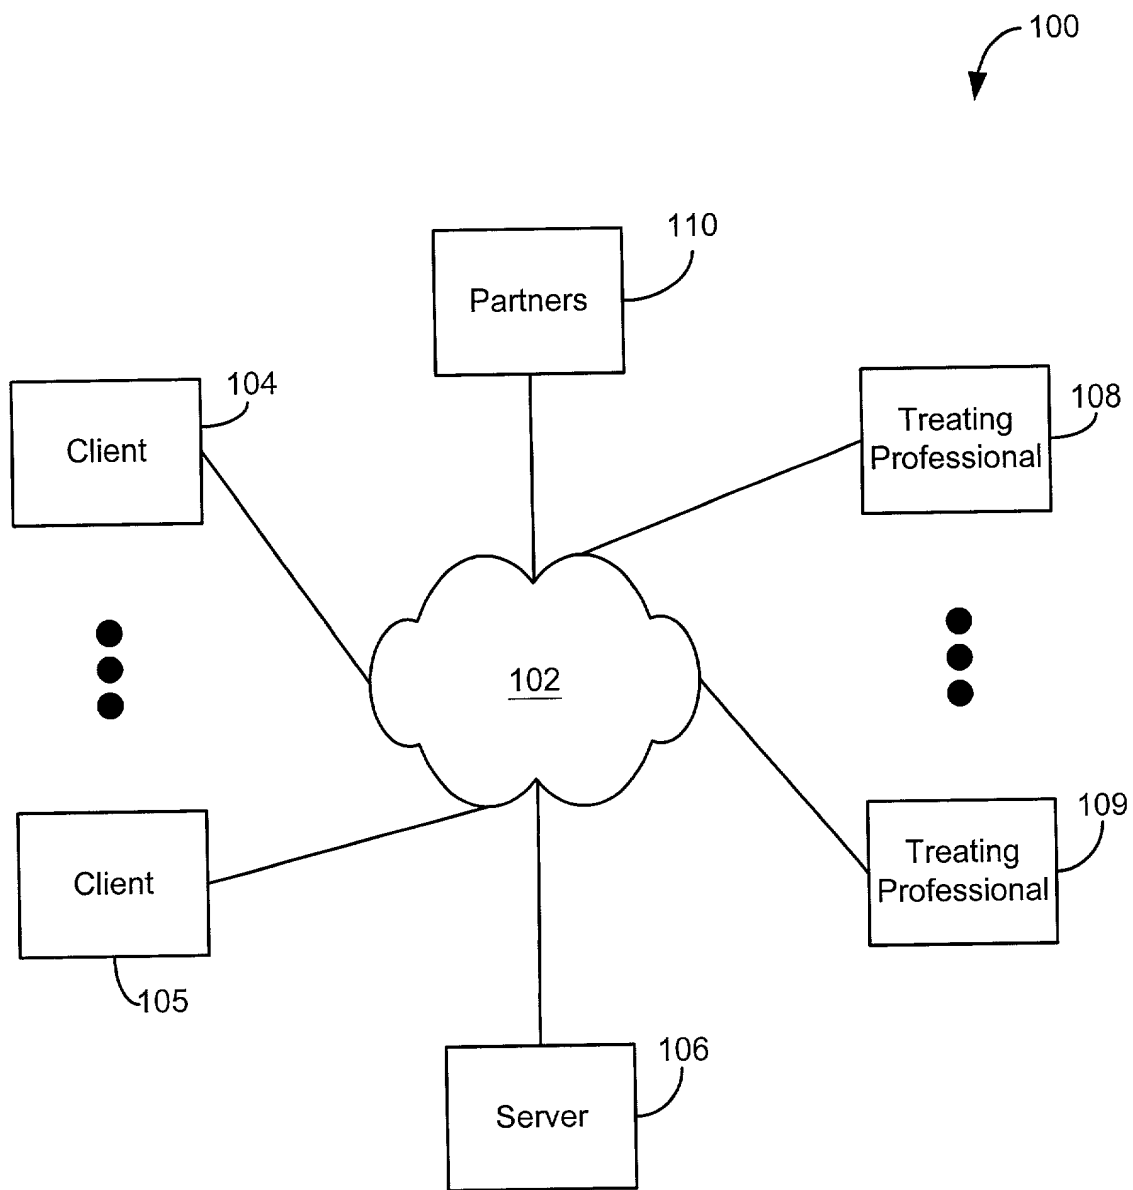 100
110
Partners
104
Client
108
Treating
Professional
102
Client
105
109
Treating
Professional
106
Server